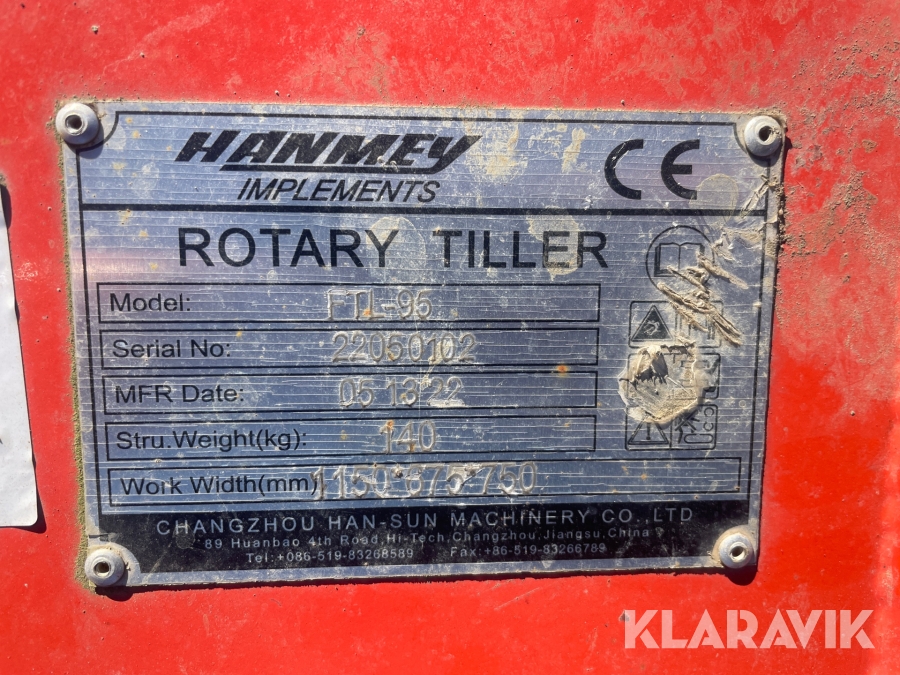 HANMEY
IMPLEMENTS
CE
ROTARY TILLER
Model: FTL-95
Serial No: 22050102
MFR Date: 05 13 22
Stru.Weight(kg): 140
Work Width(mm) 1150*675*750
CHANGZHOU HAN-SUN MACHINERY CO.,LTD
89 Huanbao 4th Road,Hi-Tech,Changzhou,Jiangsu,China
Tel:+086-519-83268589 Fax:+86-519-83266789
KLARAVIK